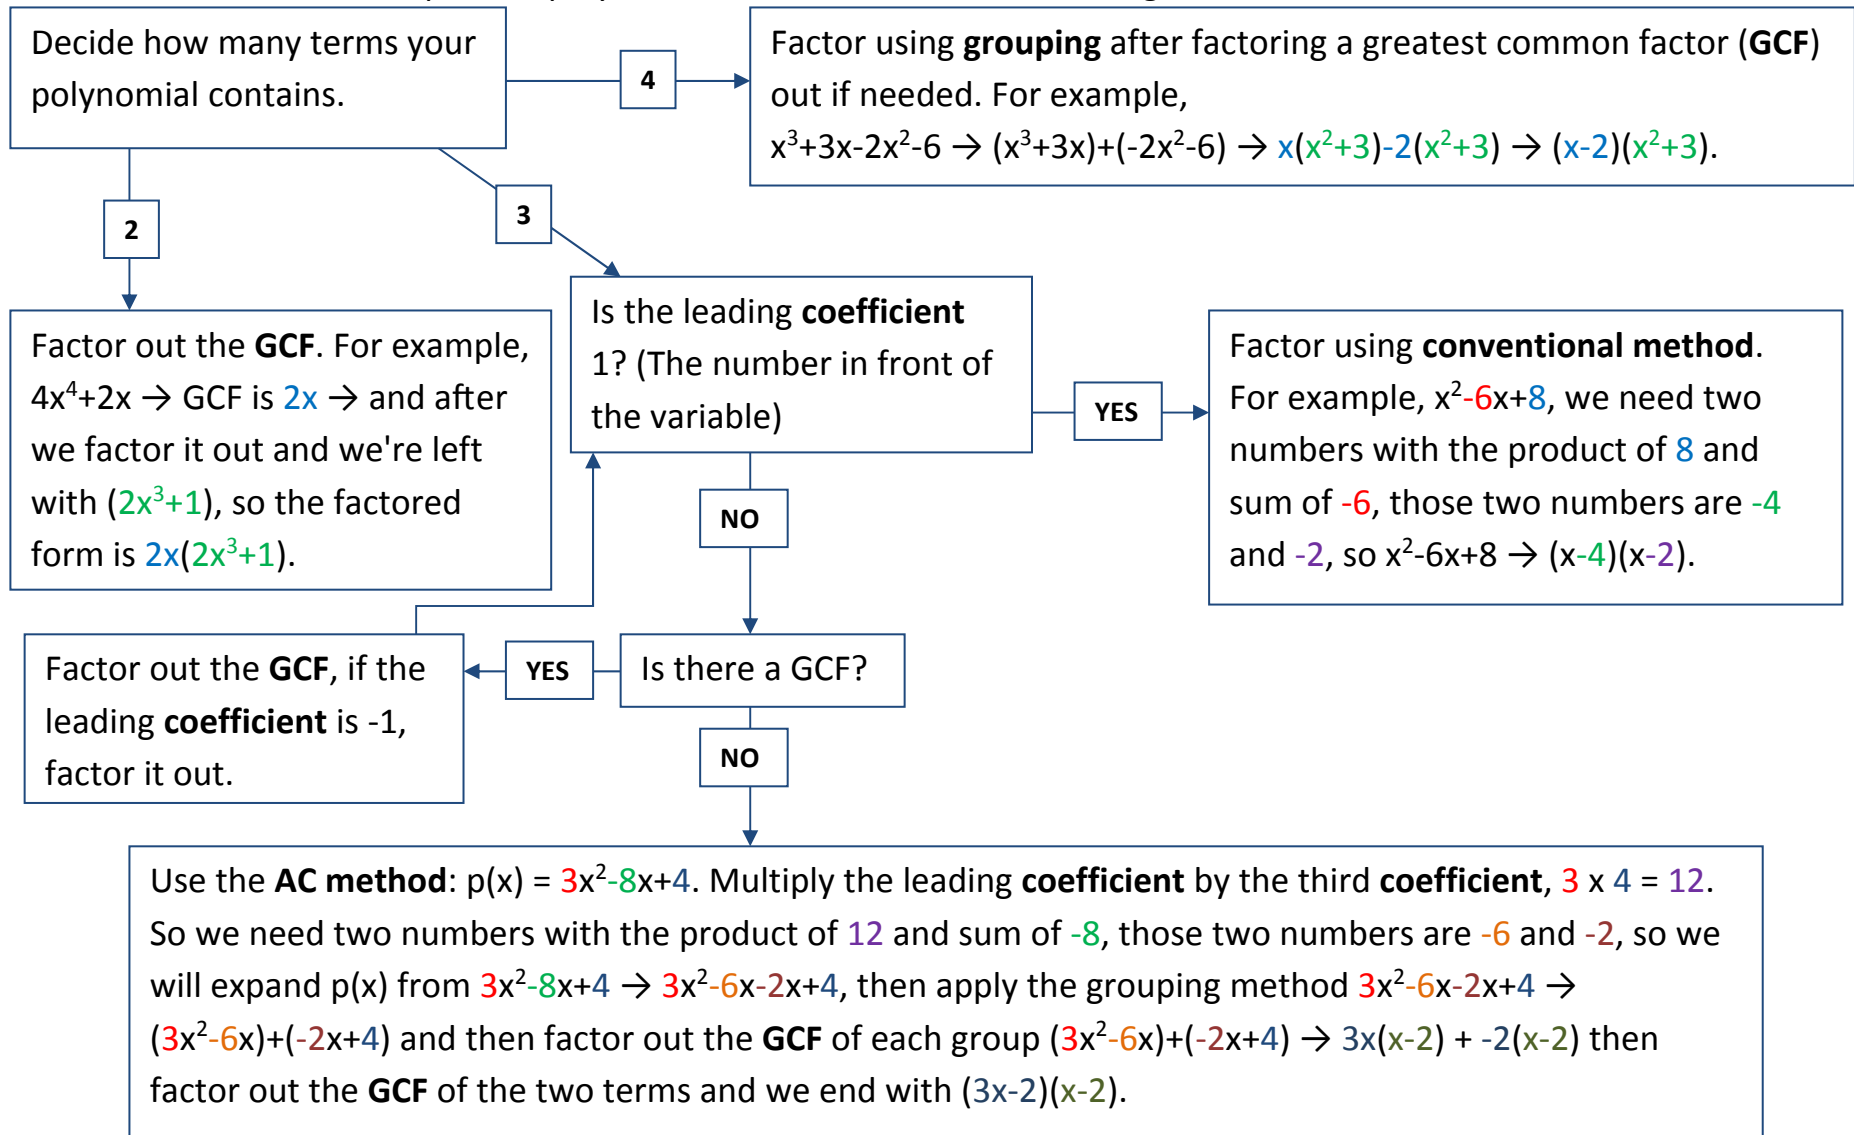 Decide how many terms your
polynomial contains.
4
Factor using grouping after factoring a greatest common factor (GCF)
out if needed. For example,
x³+3x-2x²-6 → (x³+3x)+(-2x²-6) → x(x²+3)-2(x²+3) → (x-2)(x²+3).
2
3
Factor out the GCF. For example,
4x⁴+2x → GCF is 2x → and after
we factor it out and we're left
with (2x³+1), so the factored
form is 2x(2x³+1).
Is the leading coefficient
1? (The number in front of
the variable)
YES
Factor using conventional method.
For example, x²-6x+8, we need two
numbers with the product of 8 and
sum of -6, those two numbers are -4
and -2, so x²-6x+8 → (x-4)(x-2).
NO
Factor out the GCF, if the
leading coefficient is -1,
factor it out.
YES
Is there a GCF?
NO
Use the AC method: p(x) = 3x²-8x+4. Multiply the leading coefficient by the third coefficient, 3 x 4 = 12.
So we need two numbers with the product of 12 and sum of -8, those two numbers are -6 and -2, so we
will expand p(x) from 3x²-8x+4 → 3x²-6x-2x+4, then apply the grouping method 3x²-6x-2x+4 →
(3x²-6x)+(-2x+4) and then factor out the GCF of each group (3x²-6x)+(-2x+4) → 3x(x-2) + -2(x-2) then
factor out the GCF of the two terms and we end with (3x-2)(x-2).